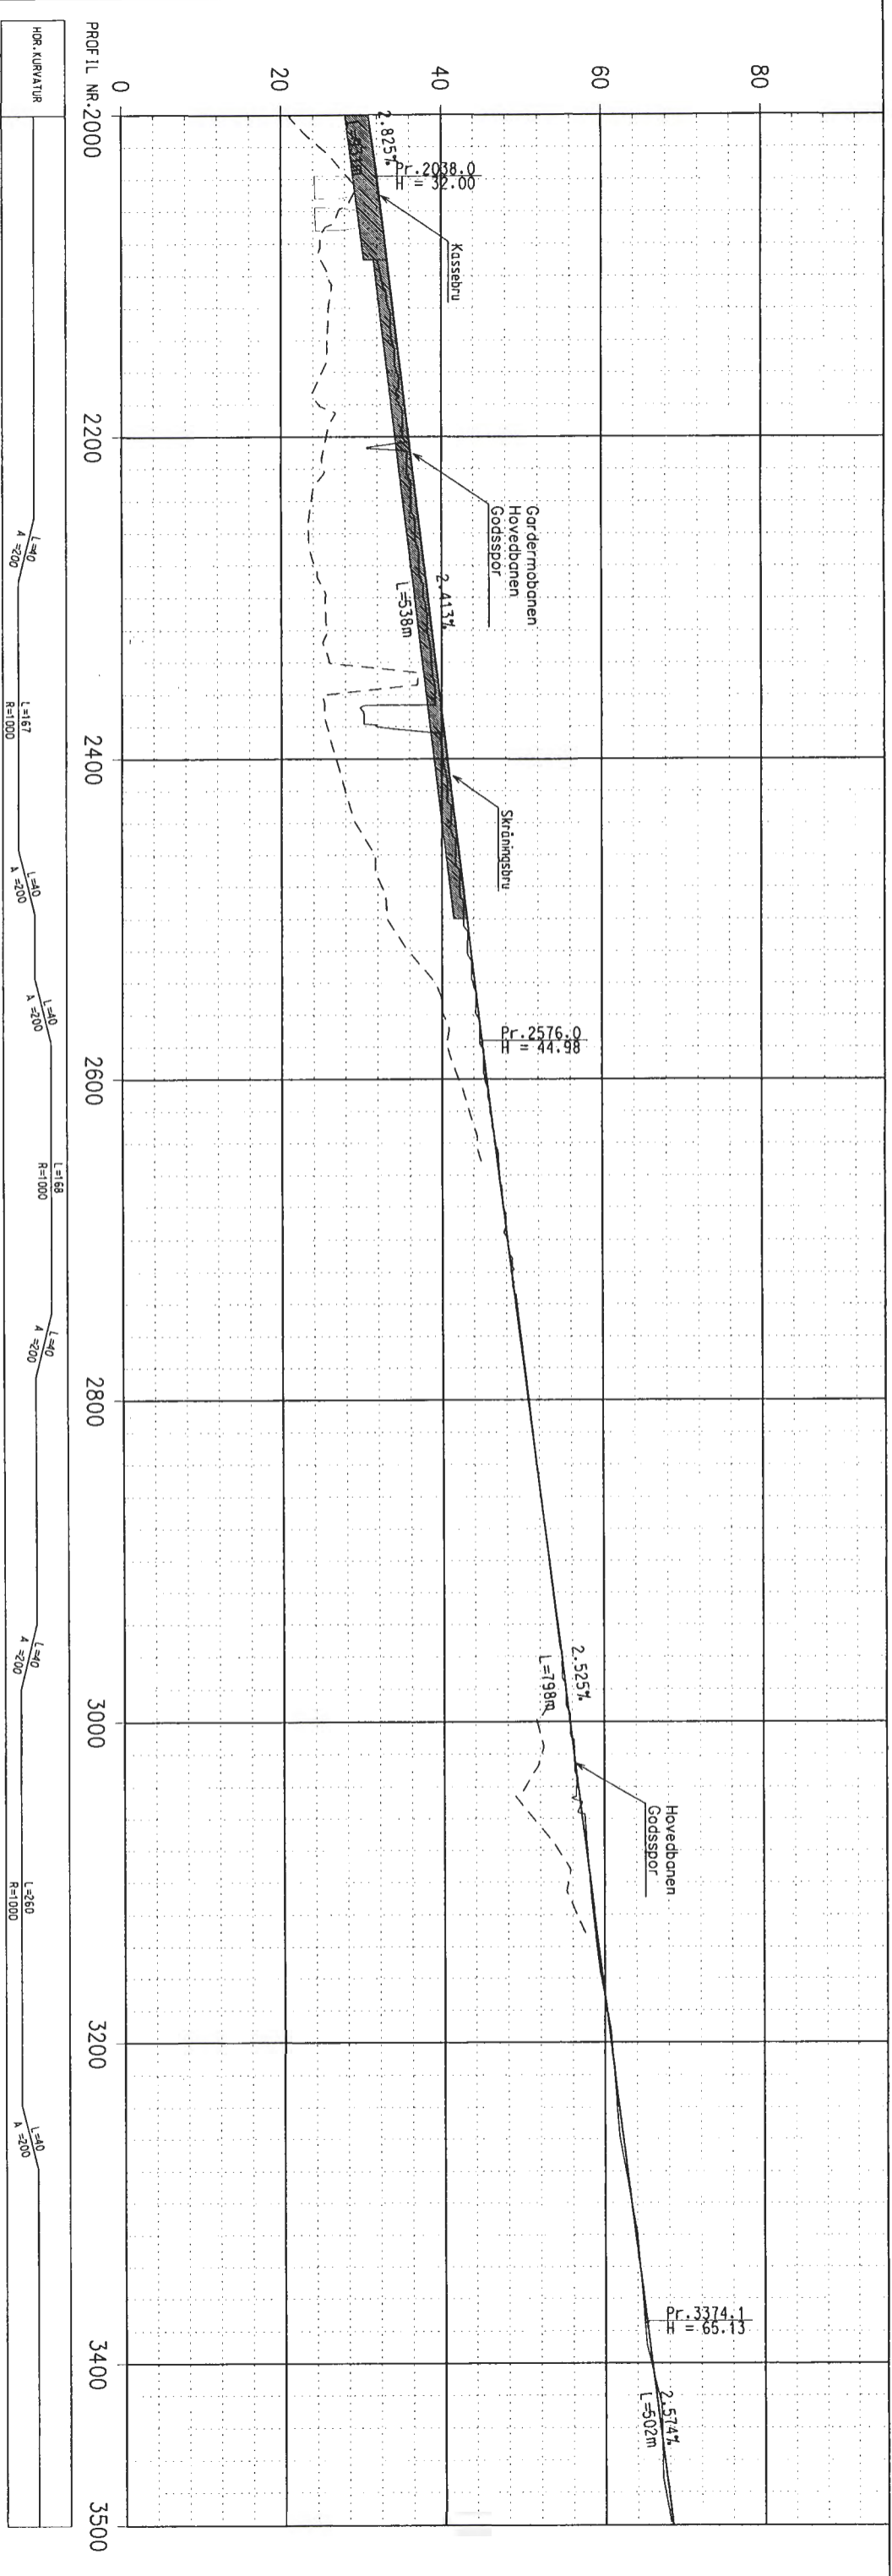 80
60
40
20
0
2.825%
Pr.2038.0
H = 32.00
Kassebru
Gardermobanen
Hovedbanen
Godsspor
2.413%
L=538m
Skråningsbru
Pr.2576.0
H = 44.98
2.525%
L=798m
Hovedbanen
Godsspor
Pr.3374.1
H = 65.13
2.574%
L=502m
PROFIL NR.2000
2200
2400
2600
2800
3000
3200
3400
3500
HOR.KURVATUR
L=40
A =200
L=167
R=1000
L=40
A =200
L=40
A =200
L=168
R=1000
L=40
A =200
L=40
A =200
L=260
R=1000
L=40
A =200